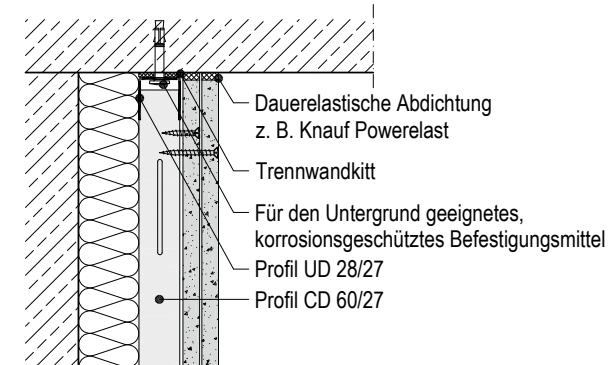 Dauerelastische Abdichtung
z. B. Knauf Powerelast
Trennwandkitt
Für den Untergrund geeignetes,
korrosionsgeschütztes Befestigungsmittel
Profil UD 28/27
Profil CD 60/27